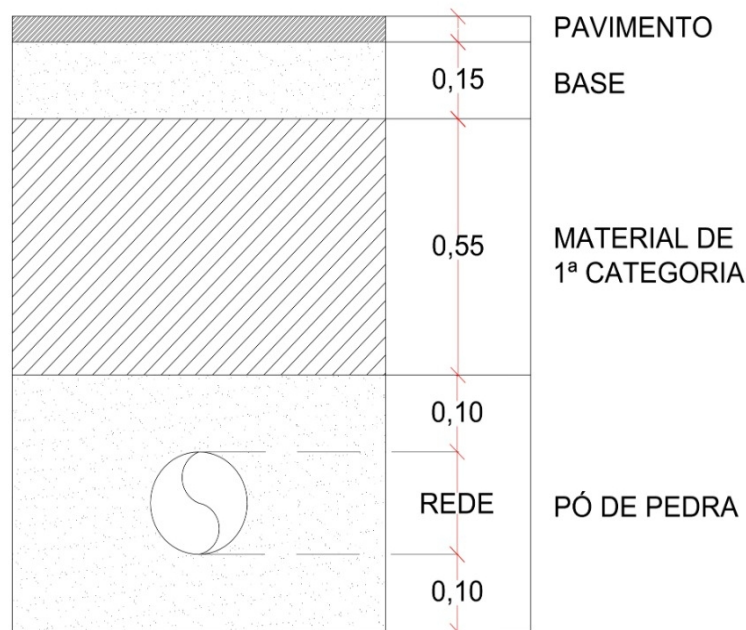 PAVIMENTO
0,15
BASE
0,55
MATERIAL DE
1ª CATEGORIA
0,10
REDE
PÓ DE PEDRA
0,10